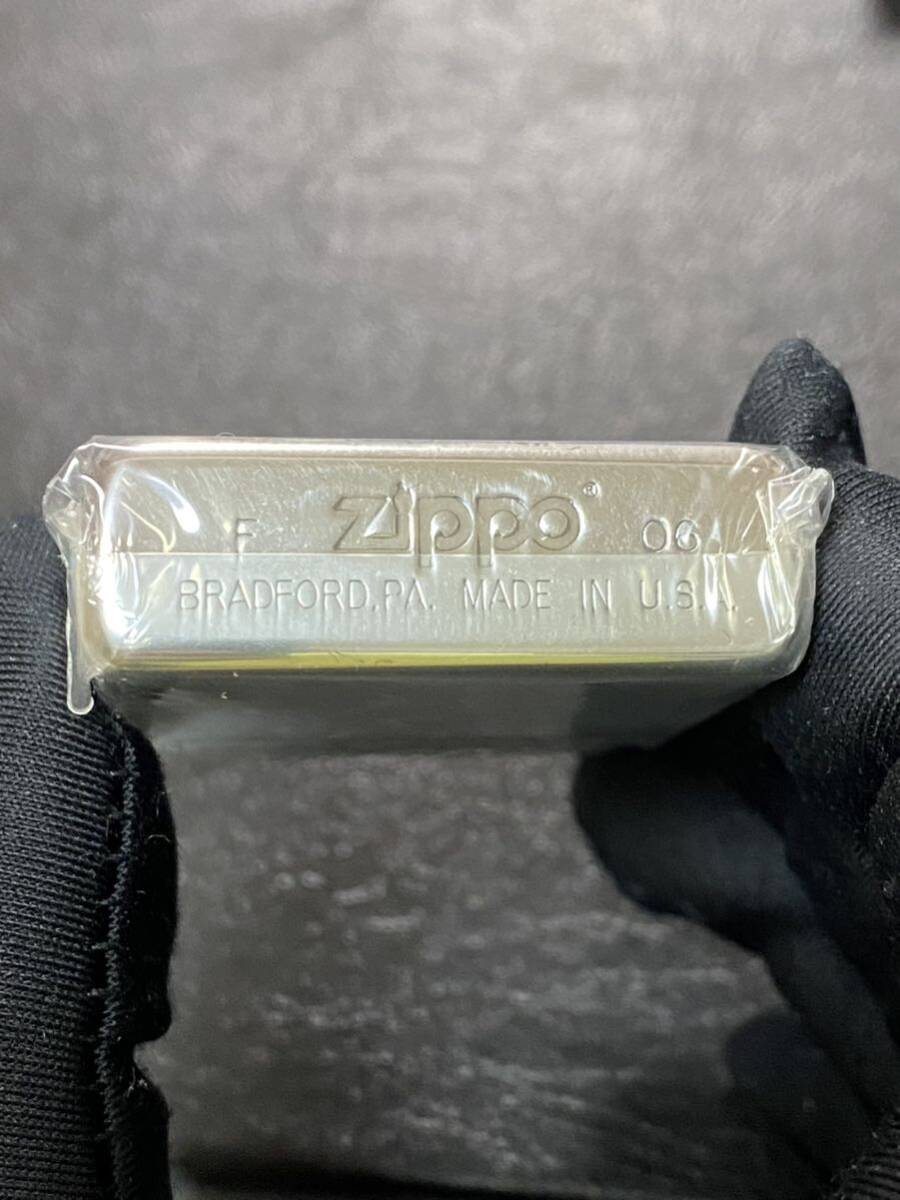 F Zippo® 06
BRADFORD, PA. MADE IN U.S.A.